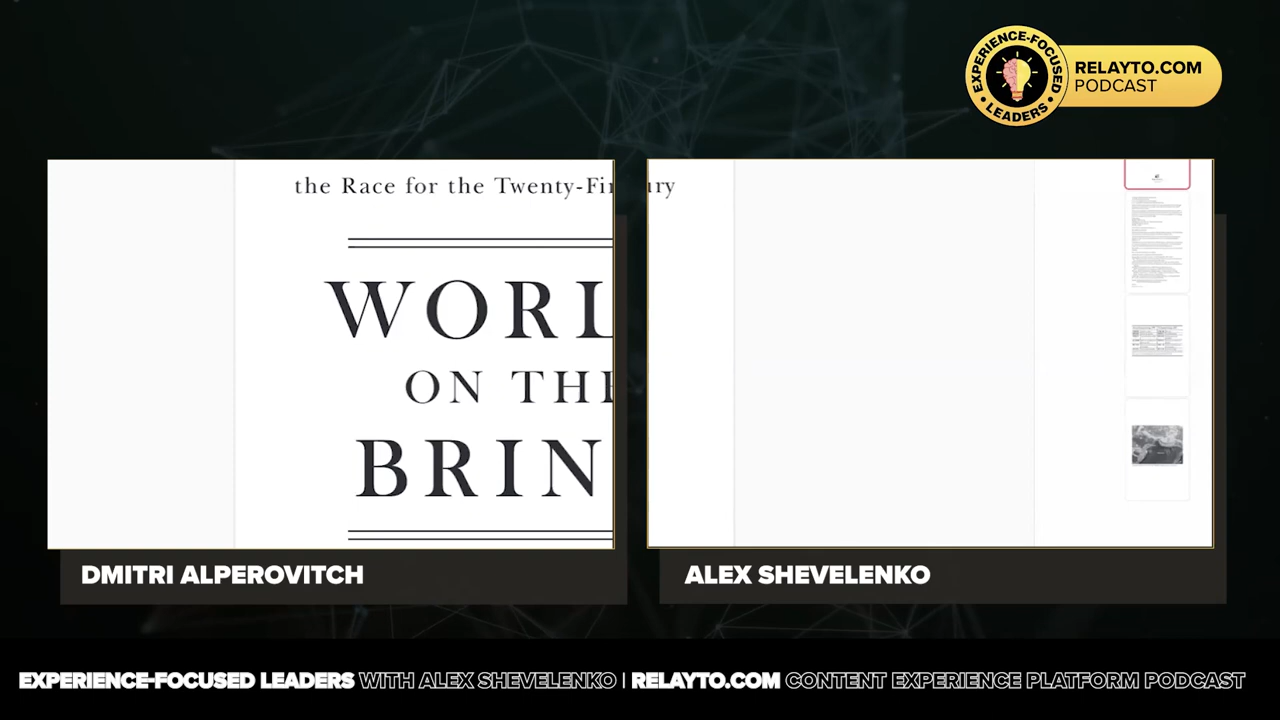 EXPERIENCE-FOCUSED
LEADERS
RELAYTO.COM
PODCAST
the Race for the Twenty-Fir ury
WORL
ON THE
BRIN
DMITRI ALPEROVITCH
ALEX SHEVELENKO
EXPERIENCE-FOCUSED LEADERS WITH ALEX SHEVELENKO | RELAYTO.COM CONTENT EXPERIENCE PLATFORM PODCAST